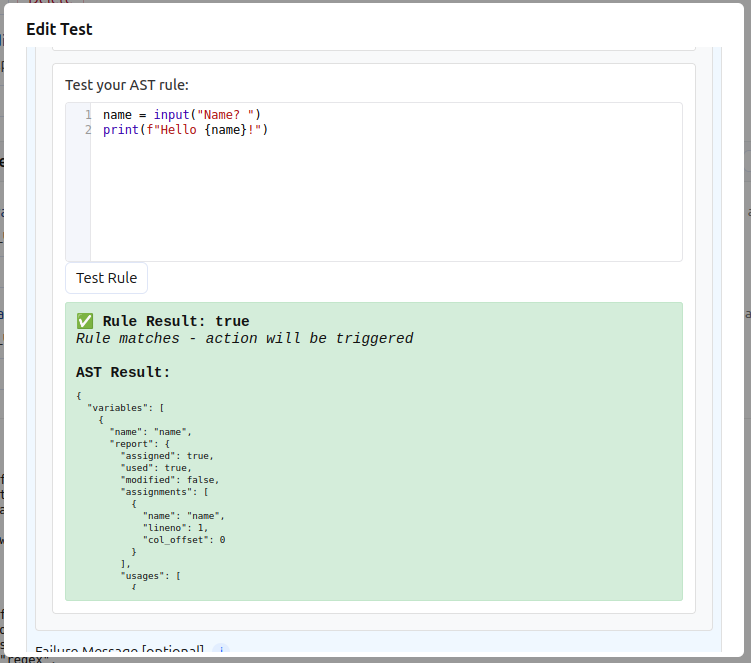 Edit Test
Test your AST rule:
1 name = input("Name? ")
2 print(f"Hello {name}!")
Test Rule
✅ Rule Result: true
Rule matches - action will be triggered
AST Result:
{
  "variables": [
    {
      "name": "name",
      "report": {
        "assigned": true,
        "used": true,
        "modified": false,
        "assignments": [
          {
            "name": "name",
            "lineno": 1,
            "col_offset": 0
          }
        ],
        "usages": [
          {
Failure Message [optional] i
"regex",